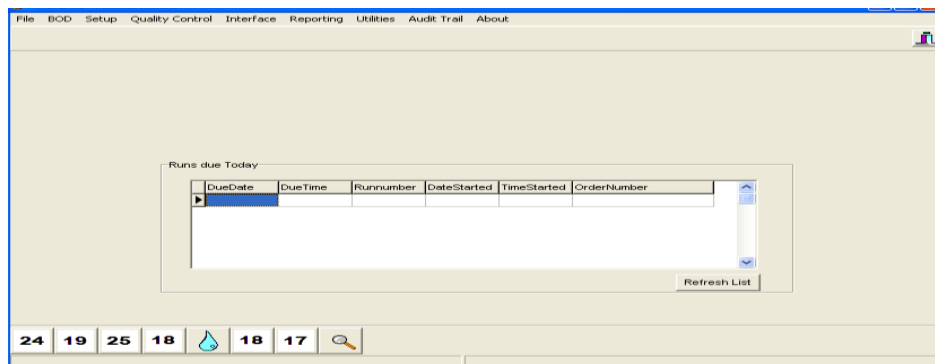 File BOD Setup Quality Control Interface Reporting Utilities Audit Trail About
Runs due Today
DueDate DueTime Runnumber DateStarted TimeStarted OrderNumber
Refresh List
24 19 25 18 18 17